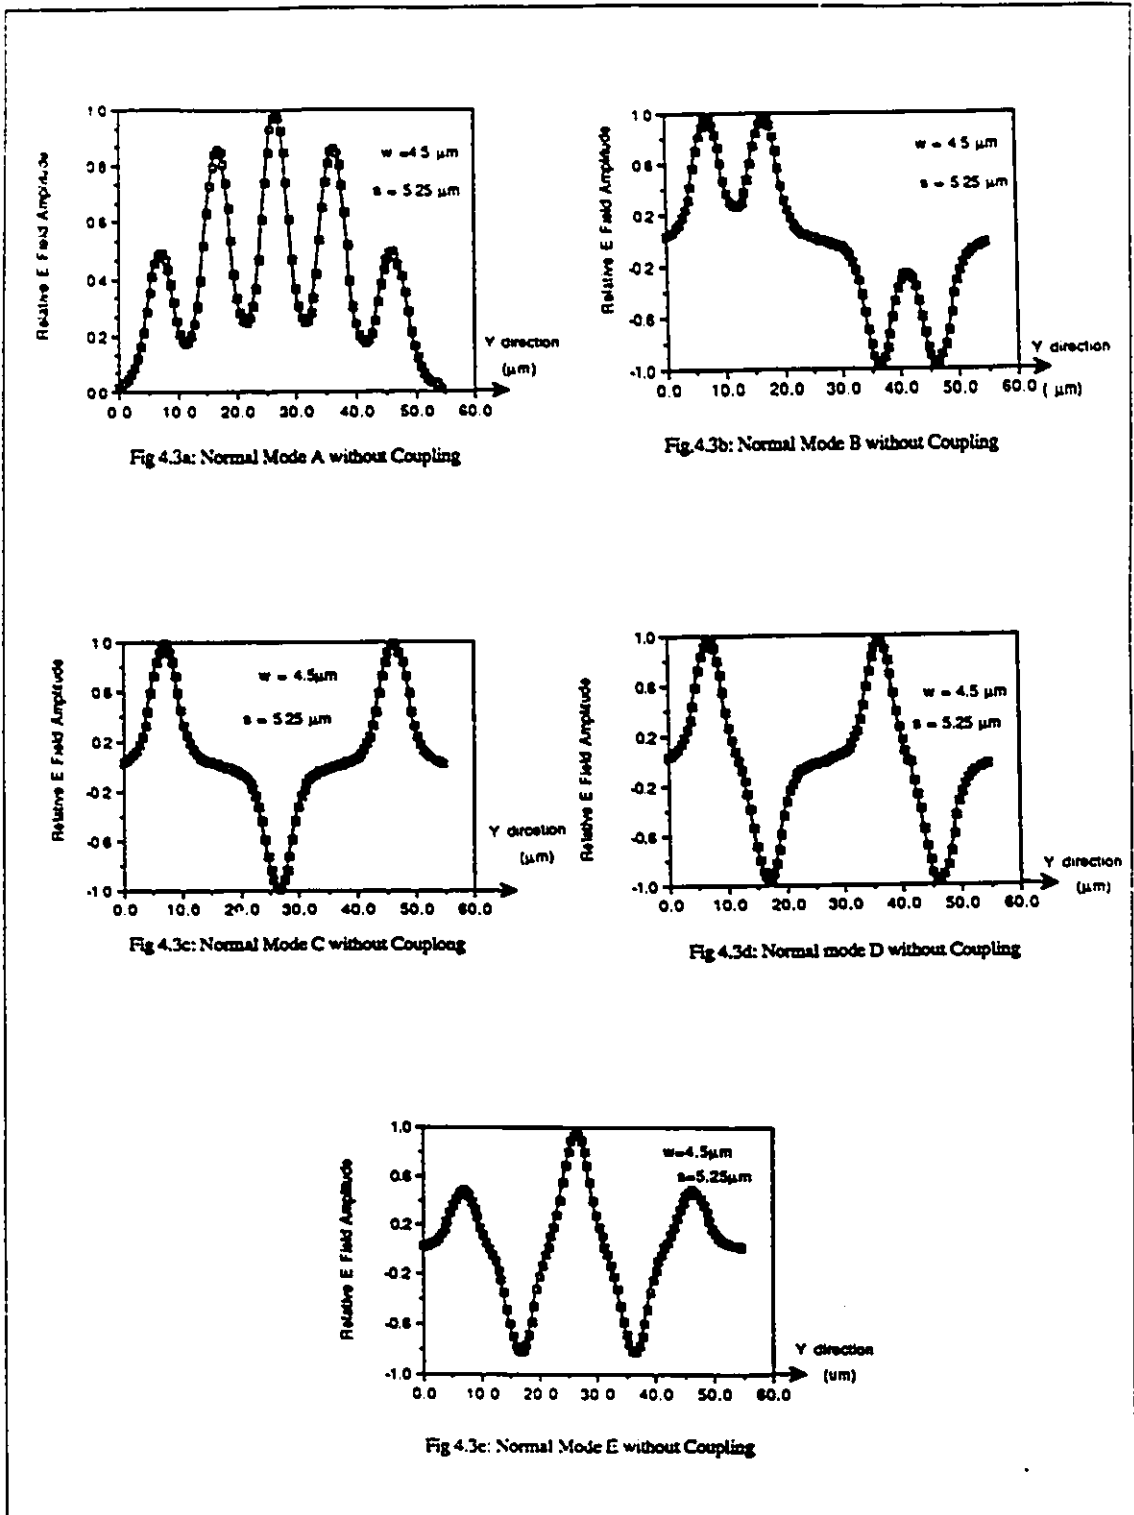 Relative E Field Amplitude
1 0
0 8
0 6
0 4
0 2
0 0
w =4 5 µm
s = 5 25 µm
Y direction
(µm)
0 0 10 0 20.0 30.0 40.0 50.0 60.0
Fig 4.3a: Normal Mode A without Coupling
Relative E Field Amplitude
1.0
0.6
0.2
-0.2
-0.6
-1.0
w = 4 5 µm
s = 5 25 µm
Y direction
( µm)
0.0 10.0 20.0 30.0 40.0 50.0 60.0
Fig.4.3b: Normal Mode B without Coupling
Relative E Field Amplitude
1 0
0 6
0.2
-0.2
-0.6
-1.0
w = 4.5µm
s = 5 25 µm
Y direction
(µm)
0.0 10.0 20.0 30.0 40.0 50.0 60.0
Fig 4.3c: Normal Mode C without Couplong
Relative E Field Amplitude
1.0
0.6
0.2
-0.2
-0.6
-1.0
w = 4.5 µm
s = 5.25 µm
Y direction
(µm)
0.0 10.0 20.0 30.0 40.0 50.0 60.0
Fig 4.3d: Normal mode D without Coupling
Relative E Field Amplitude
1.0
0.6
0.2
-0.2
-0.6
-1.0
w=4.5µm
s=5.25µm
Y direction
(um)
0.0 10 0 20 0 30 0 40.0 50.0 60.0
Fig 4.3e: Normal Mode E without Coupling